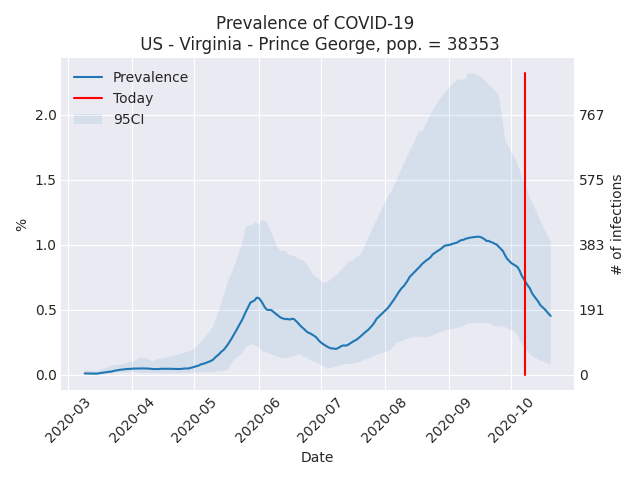 Prevalence of COVID-19
US - Virginia - Prince George, pop. = 38353
Prevalence
Today
95CI
%
2.0
1.5
1.0
0.5
0.0
767
575
383
191
0
# of infections
2020-03
2020-04
2020-05
2020-06
2020-07
2020-08
2020-09
2020-10
Date